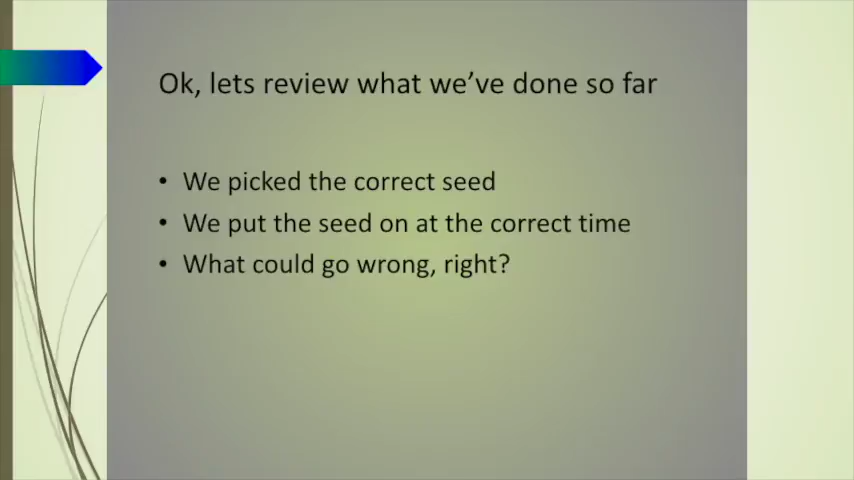 Ok, lets review what we’ve done so far
• We picked the correct seed
• We put the seed on at the correct time
• What could go wrong, right?